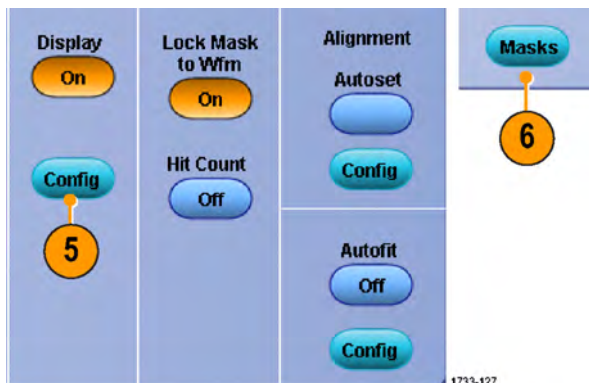 Display
On
Config
5
Lock Mask
to Wfm
On
Hit Count
Off
Alignment
Autoset
Config
Autofit
Off
Config
Masks
6
1733-127